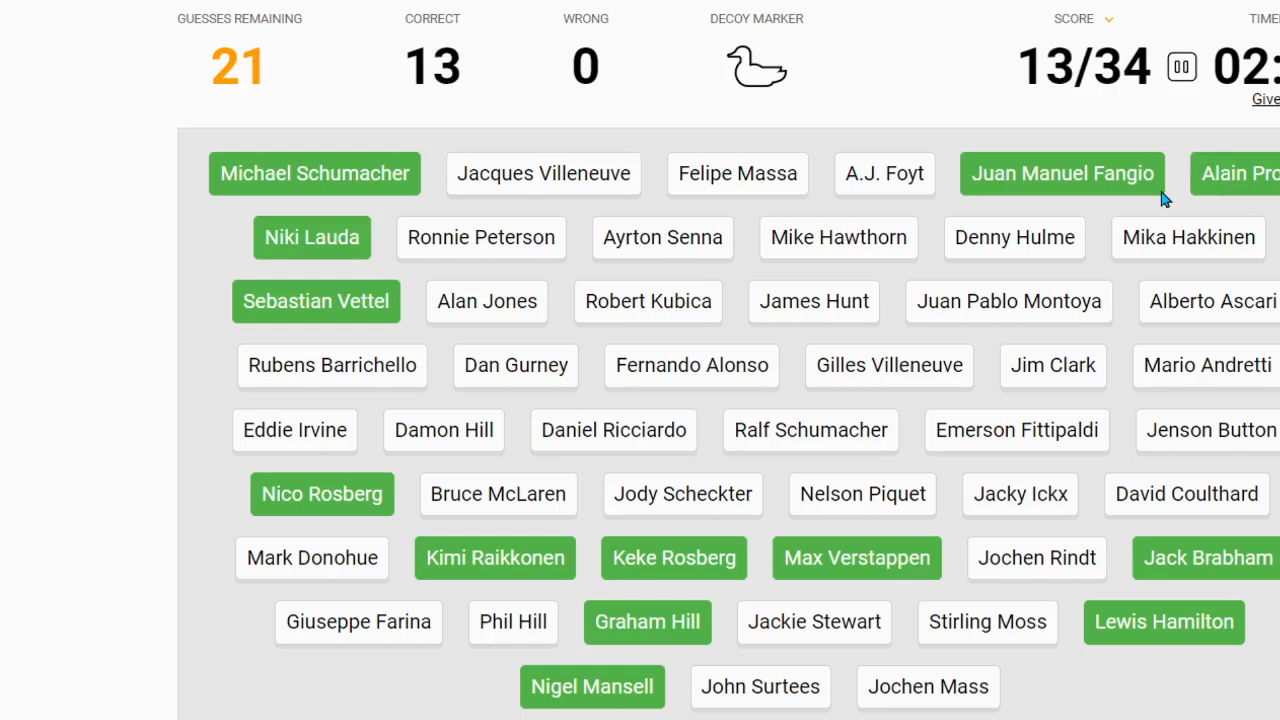 GUESSES REMAINING CORRECT WRONG DECOY MARKER SCORE
21 13 0 13/34 02:
Michael Schumacher Jacques Villeneuve Felipe Massa A.J. Foyt Juan Manuel Fangio Alain
Niki Lauda Ronnie Peterson Ayrton Senna Mike Hawthorn Denny Hulme Mika Hakkinen
Sebastian Vettel Alan Jones Robert Kubica James Hunt Juan Pablo Montoya Alberto Ascari
Rubens Barrichello Dan Gurney Fernando Alonso Gilles Villeneuve Jim Clark Mario Andretti
Eddie Irvine Damon Hill Daniel Ricciardo Ralf Schumacher Emerson Fittipaldi Jenson Button
Nico Rosberg Bruce McLaren Jody Scheckter Nelson Piquet Jacky Ickx David Coulthard
Mark Donohue Kimi Raikkonen Keke Rosberg Max Verstappen Jochen Rindt Jack Brabham
Giuseppe Farina Phil Hill Graham Hill Jackie Stewart Stirling Moss Lewis Hamilton
Nigel Mansell John Surtees Jochen Mass